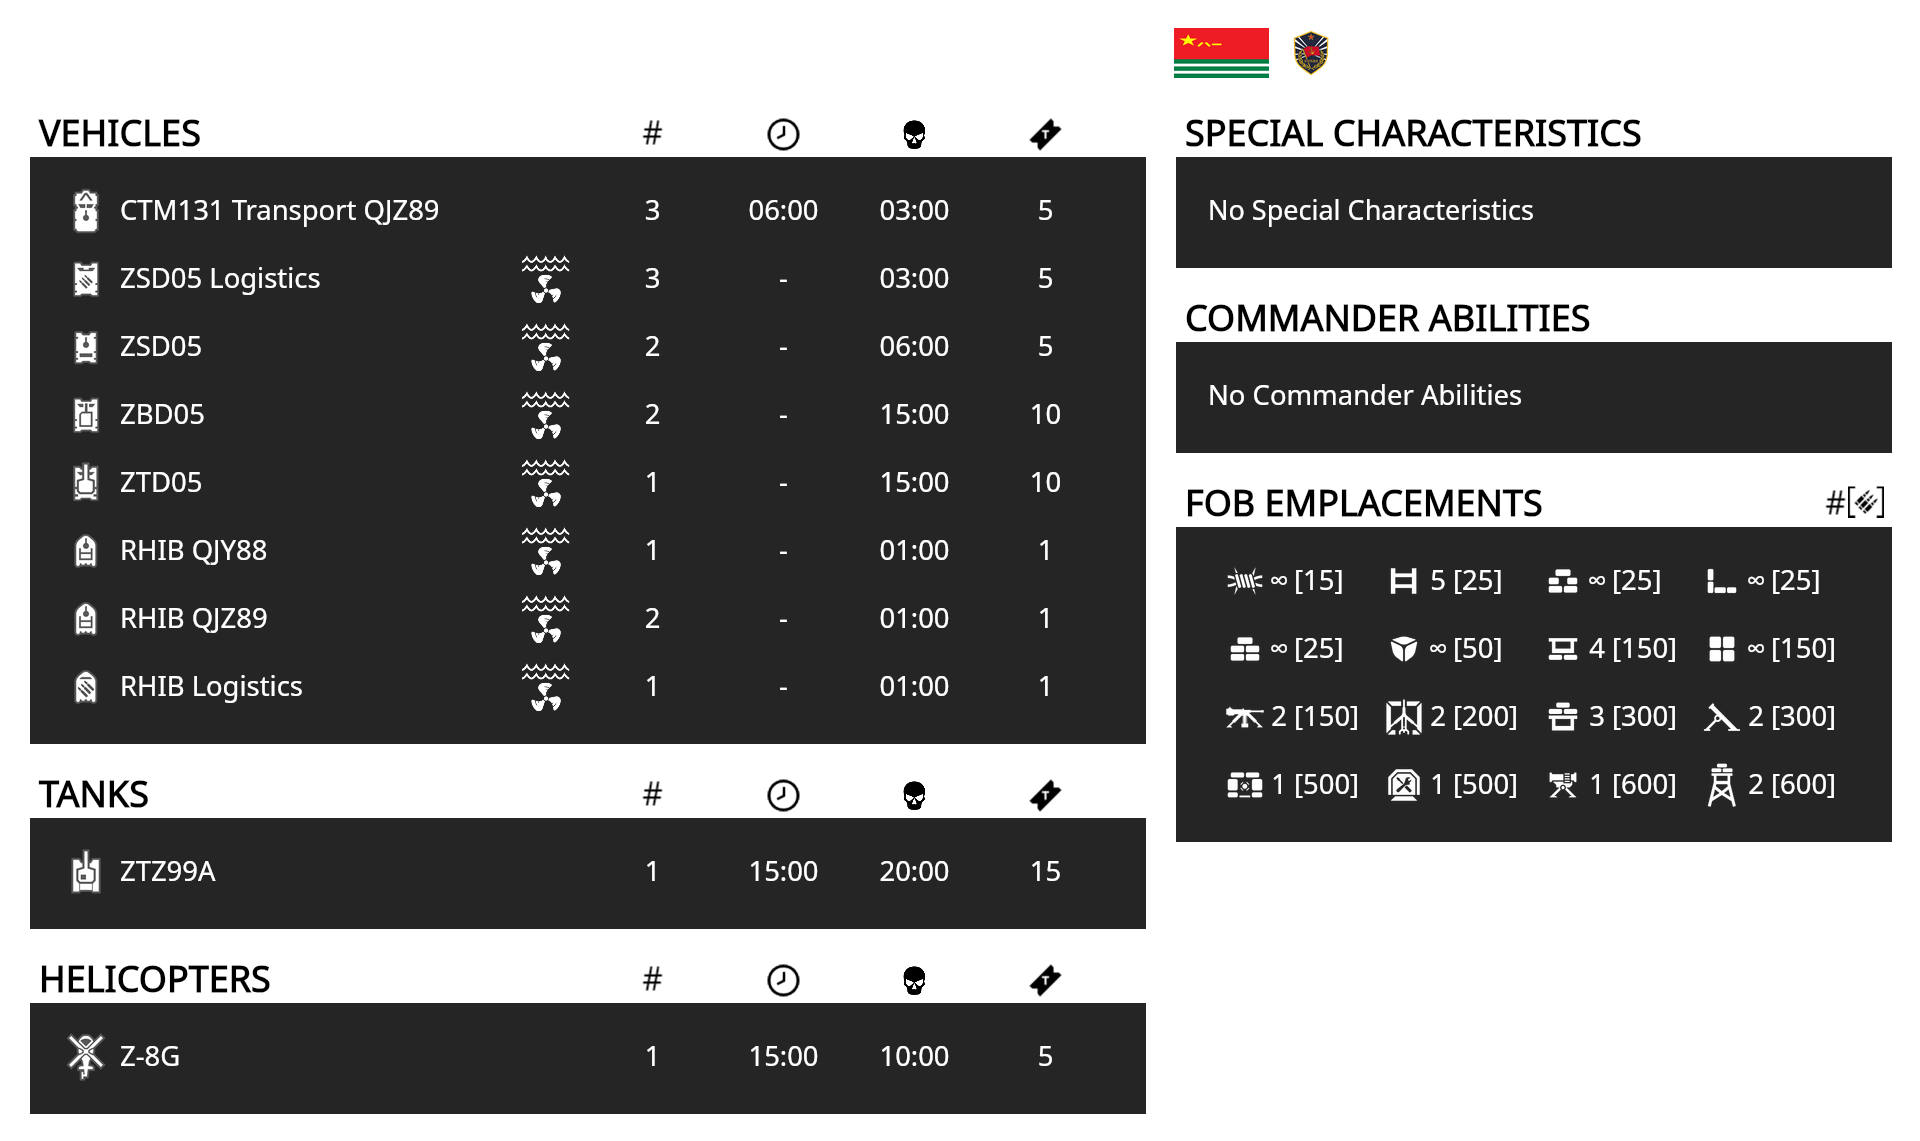 VEHICLES #
CTM131 Transport QJZ89 3 06:00 03:00 5
ZSD05 Logistics 3 - 03:00 5
ZSD05 2 - 06:00 5
ZBD05 2 - 15:00 10
ZTD05 1 - 15:00 10
RHIB QJY88 1 - 01:00 1
RHIB QJZ89 2 - 01:00 1
RHIB Logistics 1 - 01:00 1
TANKS #
ZTZ99A 1 15:00 20:00 15
HELICOPTERS #
Z-8G 1 15:00 10:00 5
SPECIAL CHARACTERISTICS
No Special Characteristics
COMMANDER ABILITIES
No Commander Abilities
FOB EMPLACEMENTS #[]
∞ [15] 5 [25] ∞ [25] ∞ [25]
∞ [25] ∞ [50] 4 [150] ∞ [150]
2 [150] 2 [200] 3 [300] 2 [300]
1 [500] 1 [500] 1 [600] 2 [600]